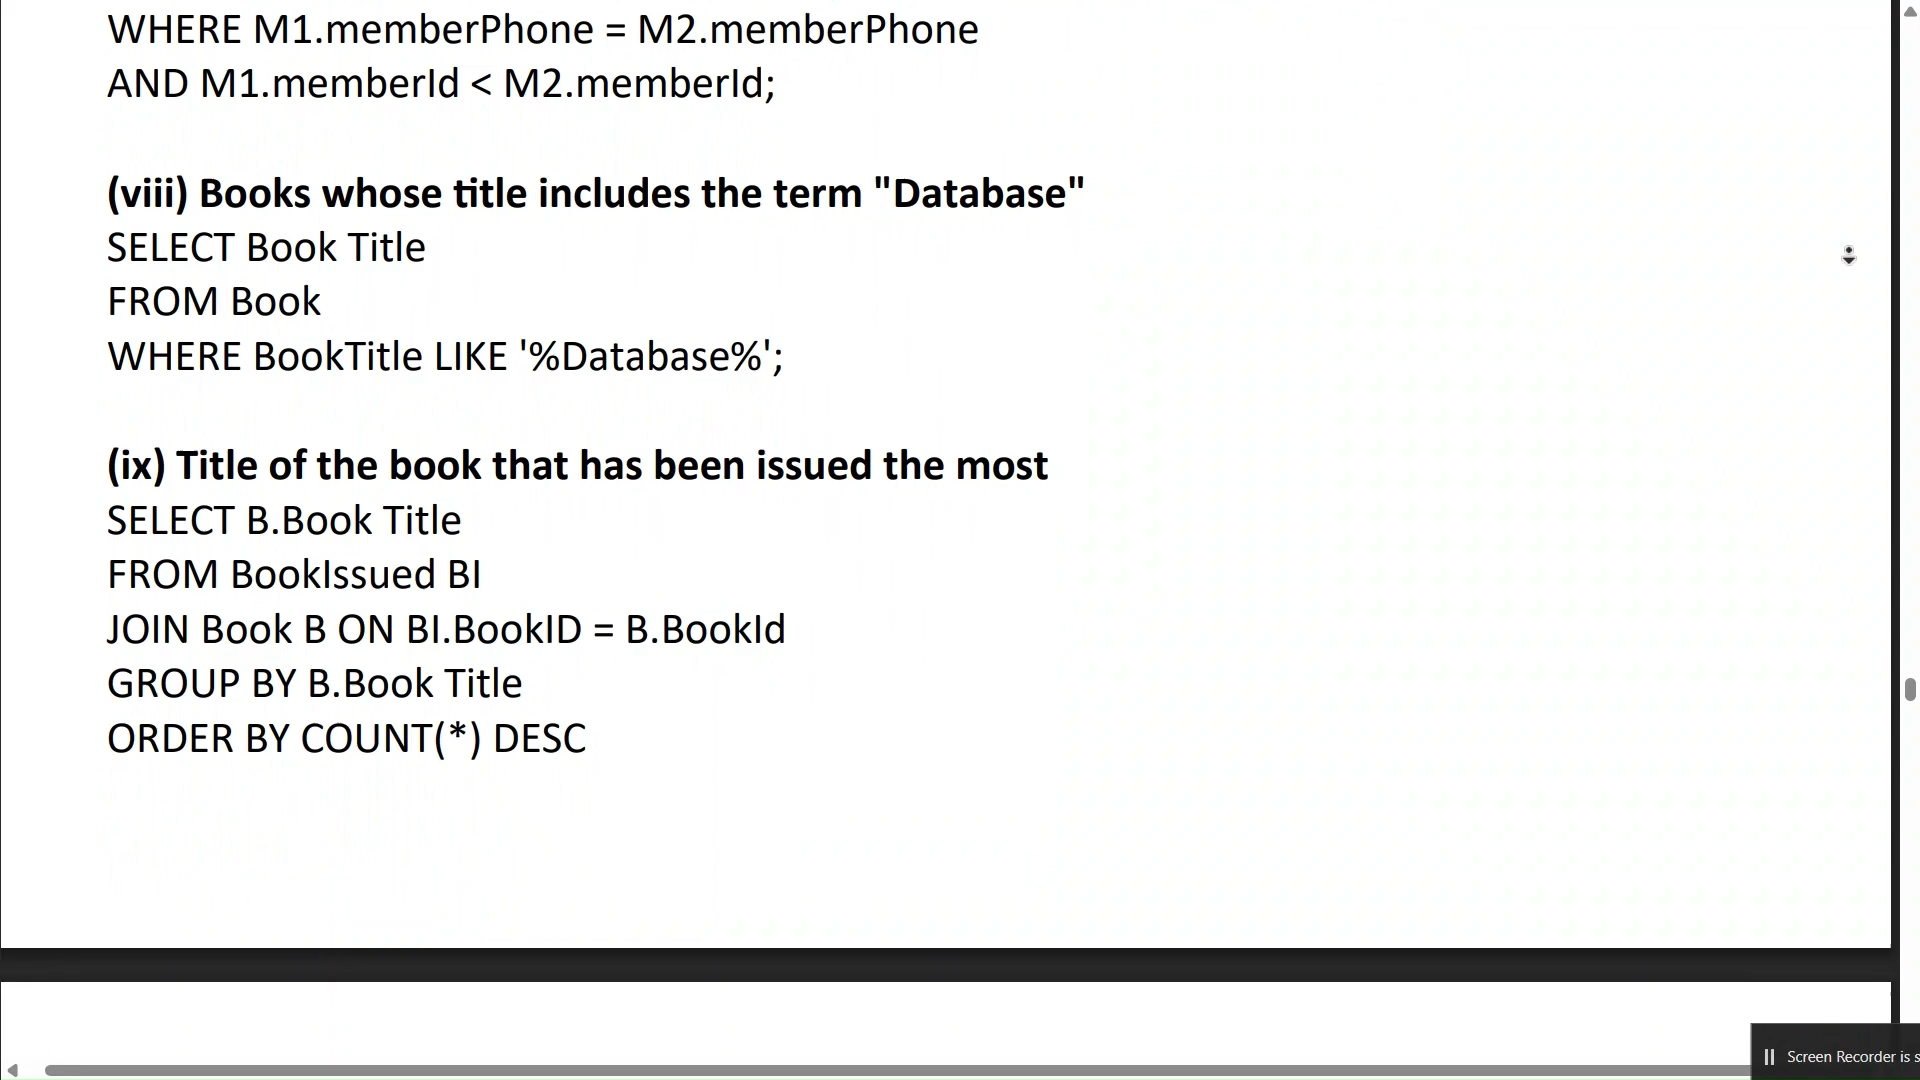 WHERE M1.memberPhone = M2.memberPhone
AND M1.memberId < M2.memberId;
(viii) Books whose title includes the term "Database"
SELECT Book Title
FROM Book
WHERE BookTitle LIKE '%Database%';
(ix) Title of the book that has been issued the most
SELECT B.Book Title
FROM BookIssued BI
JOIN Book B ON BI.BookID = B.BookId
GROUP BY B.Book Title
ORDER BY COUNT(*) DESC
Screen Recorder is s